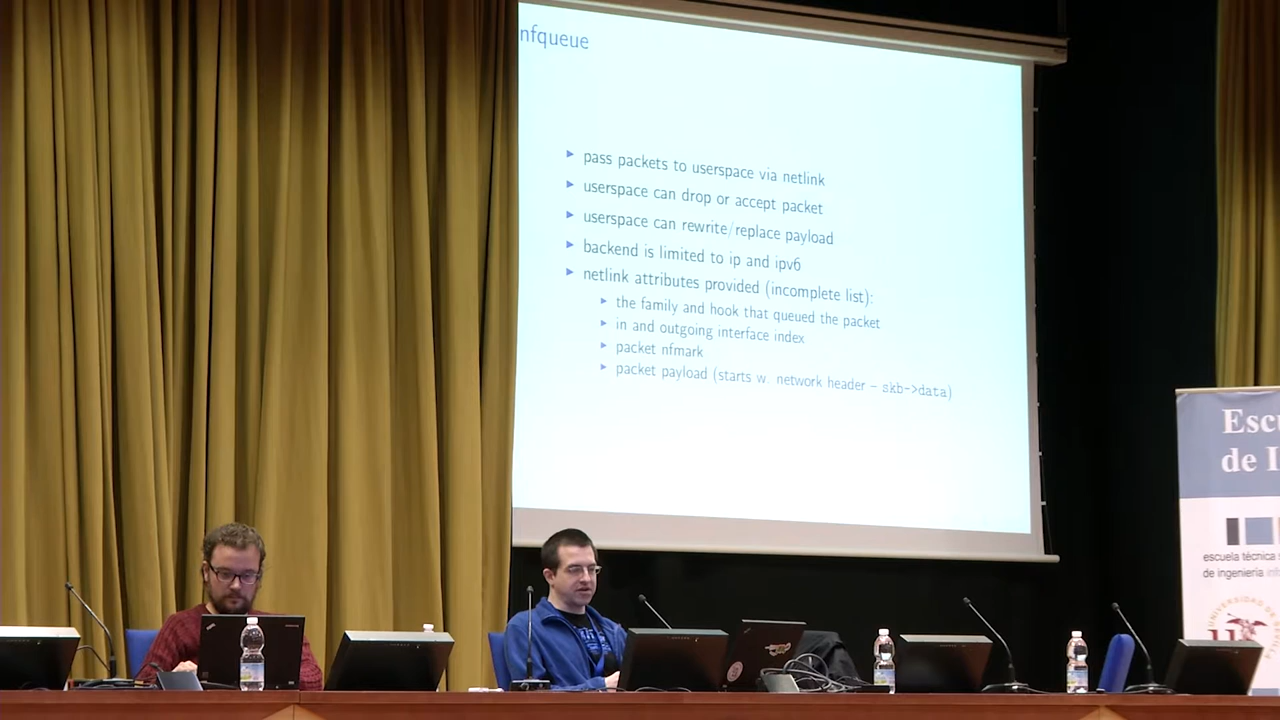 nfqueue
▶ pass packets to userspace via netlink
▶ userspace can drop or accept packet
▶ userspace can rewrite/replace payload
▶ backend is limited to ip and ipv6
▶ netlink attributes provided (incomplete list):
▶ the family and hook that queued the packet
▶ in and outgoing interface index
▶ packet nfmark
▶ packet payload (starts w. network header – skb->data)
Escu
de I
escuela técnica
de ingeniería inf
UNIVERSIDAD DE